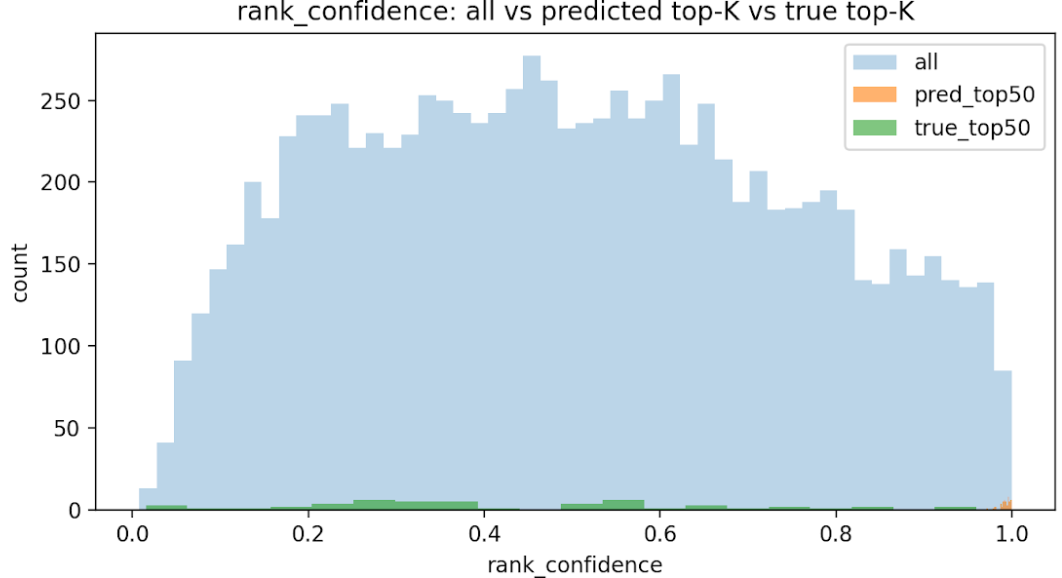 rank_confidence: all vs predicted top-K vs true top-K
all
pred_top50
true_top50
count
250
200
150
100
50
0
0.0 0.2 0.4 0.6 0.8 1.0
rank_confidence